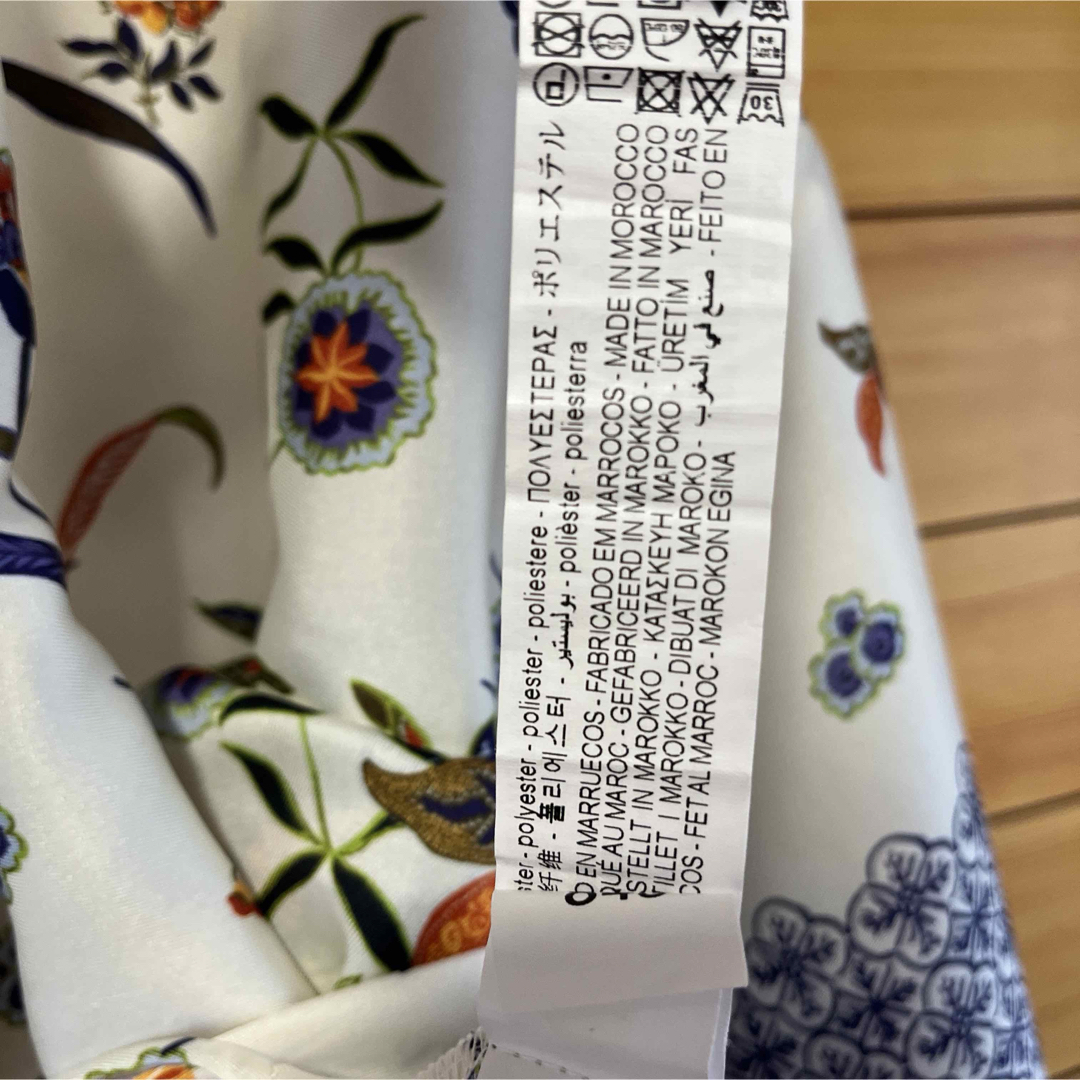 polyester - poliester - poliestere - ΠΟΛΥΕΣΤΕΡΑΣ - ポリエステル
纤维 - 폴리에스터 - بوليستير - polièster - poliesterra
EN MARRUECOS - FABRICADO EM MARROCOS - MADE IN MOROCCO
QUÉ AU MAROC - GEFABRICEERD IN MAROKKO - FATTO IN MAROCCO
STELLT IN MAROKKO - ΚΑΤΑΣΚΕΥΗ ΜΑΡΟΚΟ - ÜRETİM YERİ FAS
TILLET I MAROKKO - DIBUAT DI MAROKO - صنع في المغرب - FEITO EN
COS - FET AL MARROC - MAROKON EGINA
30